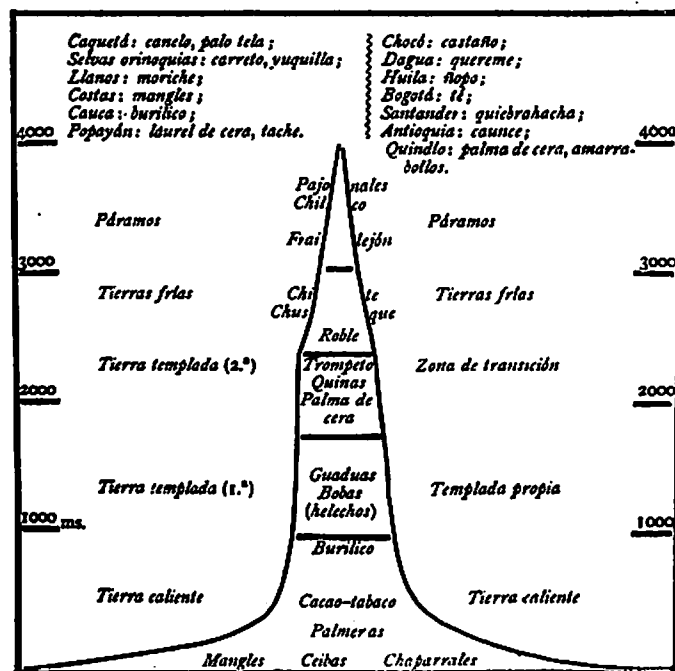 Caquetá: canelo, palo tela;
Selvas orinoquias: carreto, yuquilla;
Llanos: moriche;
Costas: mangles;
Cauca: burilico;
Popayán: laurel de cera, tache.
Chocó: castaño;
Dagua: quereme;
Huila: ñopo;
Bogotá: té;
Santander: quiebrahacha;
Antioquia: caunce;
Quindío: palma de cera, amarra-
bollos.
4000 4000
Pajonales
Chilco
Páramos Frailejón Páramos
3000 3000
Tierras frías Chite Tierras frías
Chusque
Roble
Tierra templada (2.ª) Trompeto Zona de transición
Quinas
2000 Palma de 2000
cera
Guaduas
Tierra templada (1.ª) Bobas Templada propia
(helechos)
1000 ms. 1000
Burilico
Tierra caliente Cacao-tabaco Tierra caliente
Palmeras
Mangles Ceibas Chaparrales